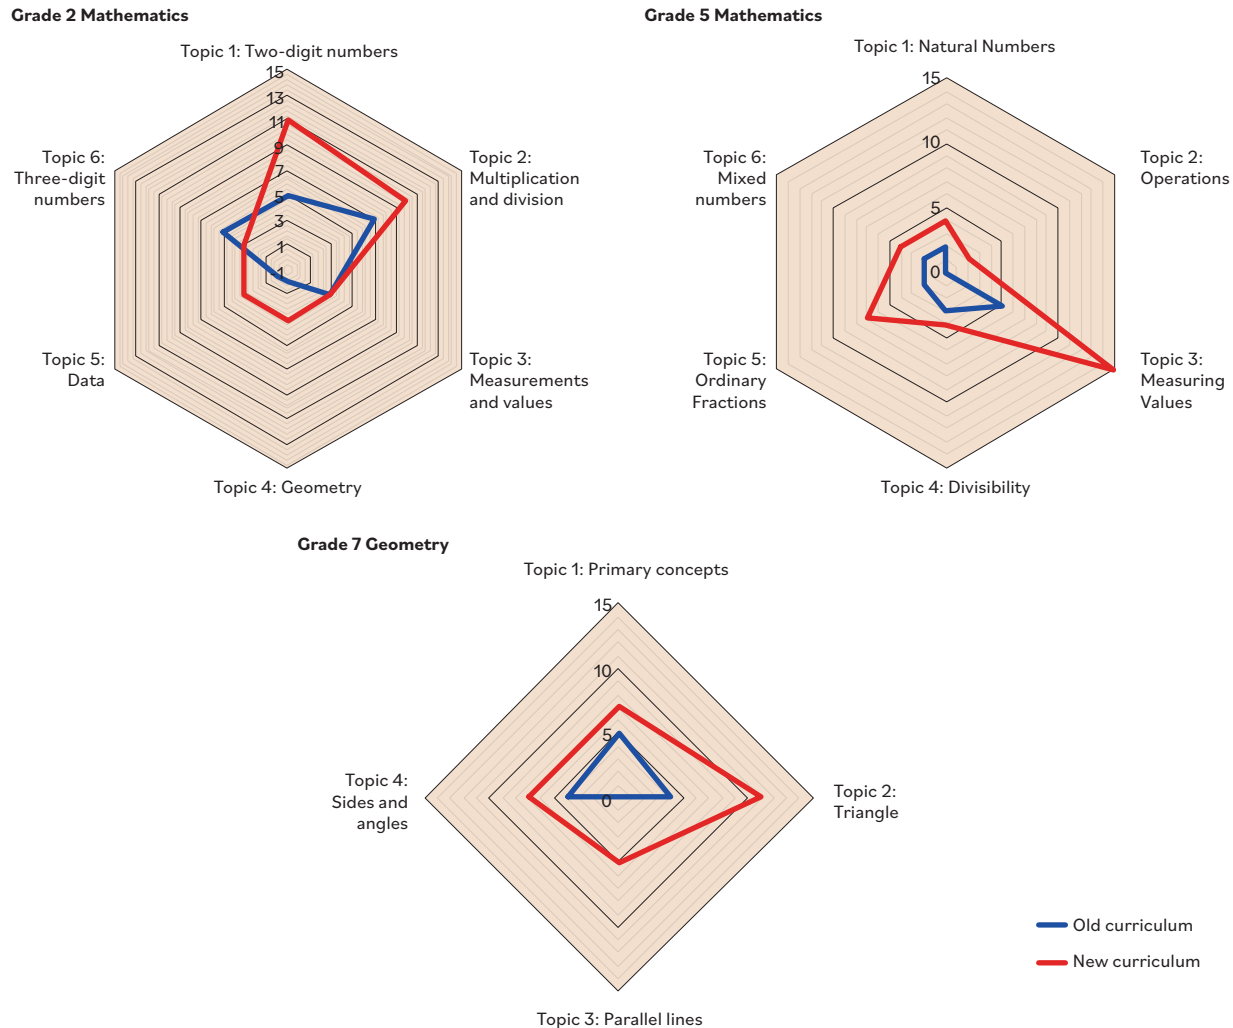 Grade 2 Mathematics
Topic 1: Two-digit numbers
15
13
11
9
7
5
3
1
-1
Topic 2:
Multiplication
and division
Topic 3:
Measurements
and values
Topic 4: Geometry
Topic 5:
Data
Topic 6:
Three-digit
numbers
Grade 5 Mathematics
Topic 1: Natural Numbers
15
10
5
0
Topic 2:
Operations
Topic 3:
Measuring
Values
Topic 4: Divisibility
Topic 5:
Ordinary
Fractions
Topic 6:
Mixed
numbers
Grade 7 Geometry
Topic 1: Primary concepts
15
10
5
0
Topic 2:
Triangle
Topic 3: Parallel lines
Topic 4:
Sides and
angles
Old curriculum
New curriculum